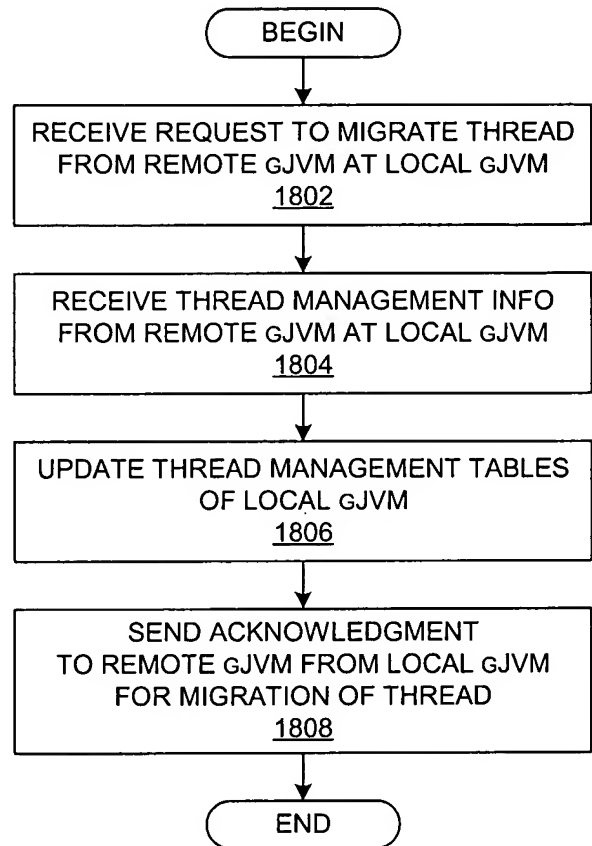 BEGIN
RECEIVE REQUEST TO MIGRATE THREAD
FROM REMOTE GJVM AT LOCAL GJVM
1802
RECEIVE THREAD MANAGEMENT INFO
FROM REMOTE GJVM AT LOCAL GJVM
1804
UPDATE THREAD MANAGEMENT TABLES
OF LOCAL GJVM
1806
SEND ACKNOWLEDGMENT
TO REMOTE GJVM FROM LOCAL GJVM
FOR MIGRATION OF THREAD
1808
END